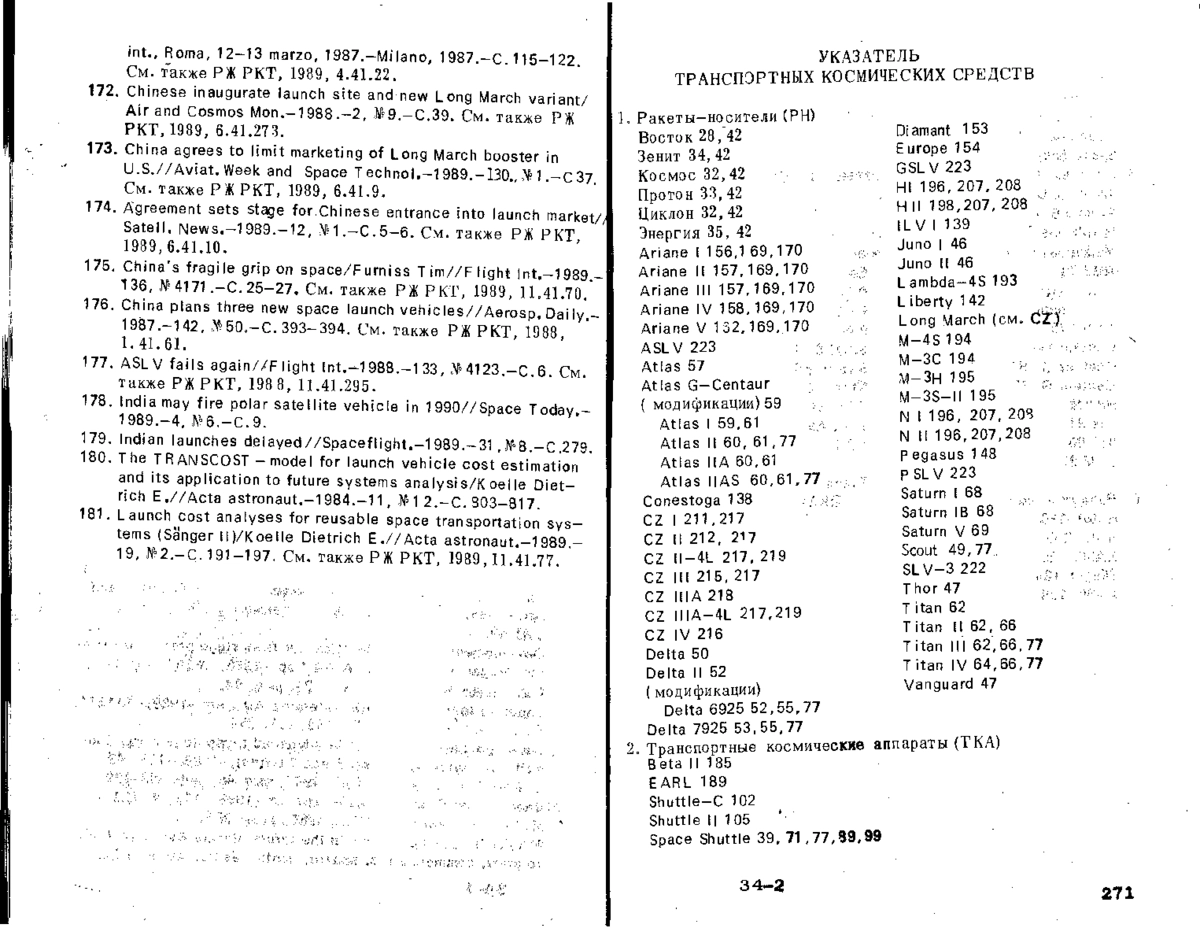 int., Roma, 12–13 marzo, 1987.–Milano, 1987.–С.115–122.
См. также РЖ РКТ, 1989, 4.41.22.
172. Chinese inaugurate launch site and new Long March variant/
Air and Cosmos Mon.–1988.–2, №9.–С.39. См. также РЖ
РКТ, 1989, 6.41.273.
173. China agrees to limit marketing of Long March booster in
U.S.//Aviat. Week and Space Technol.–1989.–130., №1.–С37.
См. также РЖ РКТ, 1989, 6.41.9.
174. Agreement sets stage for Chinese entrance into launch market//
Satell. News.–1989.–12, №1.–С.5–6. См. также РЖ РКТ,
1989, 6.41.10.
175. China's fragile grip on space/Furniss Tim//Flight Int.–1989.–
136, №4171.–С.25–27. См. также РЖ РКТ, 1989, 11.41.70.
176. China plans three new space launch vehicles//Aerosp. Daily.–
1987.–142, №50.–С.393–394. См. также РЖ РКТ, 1988,
1.41.61.
177. ASLV fails again//Flight Int.–1988.–133, №4123.–С.6. См.
также РЖ РКТ, 1988, 11.41.295.
178. India may fire polar satellite vehicle in 1990//Space Today.–
1989.–4, №6.–С.9.
179. Indian launches delayed//Spaceflight.–1989.–31, №8.–С.279.
180. The TRANSCOST – model for launch vehicle cost estimation
and its application to future systems analysis/Koelle Diet–
rich E.//Acta astronaut.–1984.–11, №12.–С. 803–817.
181. Launch cost analyses for reusable space transportation sys–
tems (Sänger II)/Koelle Dietrich E.//Acta astronaut.–1989.–
19, №2.–С.191–197. См. также РЖ РКТ, 1989, 11.41.77.
УКАЗАТЕЛЬ
ТРАНСПОРТНЫХ КОСМИЧЕСКИХ СРЕДСТВ
1. Ракеты–носители (РН)
Восток 28, 42
Зенит 34, 42
Космос 32, 42
Протон 33, 42
Циклон 32, 42
Энергия 35, 42
Ariane I 156,169,170
Ariane II 157,169,170
Ariane III 157,169,170
Ariane IV 158,169,170
Ariane V 132,169,170
ASLV 223
Atlas 57
Atlas G–Centaur
( модификации) 59
Atlas I 59,61
Atlas II 60, 61,77
Atlas IIA 60,61
Atlas IIAS 60,61,77
Conestoga 138
CZ I 211,217
CZ II 212, 217
CZ II–4L 217, 219
CZ III 215, 217
CZ IIIA 218
CZ IIIA–4L 217,219
CZ IV 216
Delta 50
Delta II 52
( модификации)
Delta 6925 52,55,77
Delta 7925 53,55,77
Diamant 153
Europe 154
GSLV 223
HI 196, 207, 208
HII 198,207, 208
ILV I 139
Juno I 46
Juno II 46
Lambda–4S 193
Liberty 142
Long March (см. CZ)
M–4S 194
M–3C 194
M–3H 195
M–3S–II 195
N I 196, 207, 208
N II 196,207,208
Pegasus 148
PSLV 223
Saturn I 68
Saturn IB 68
Saturn V 69
Scout 49,77
SLV–3 222
Thor 47
Titan 62
Titan II 62, 66
Titan III 62,66,77
Titan IV 64,66,77
Vanguard 47
2. Транспортные космические аппараты (ТКА)
Beta II 185
EARL 189
Shuttle–C 102
Shuttle II 105
Space Shuttle 39, 71,77,89,99
34–2
271